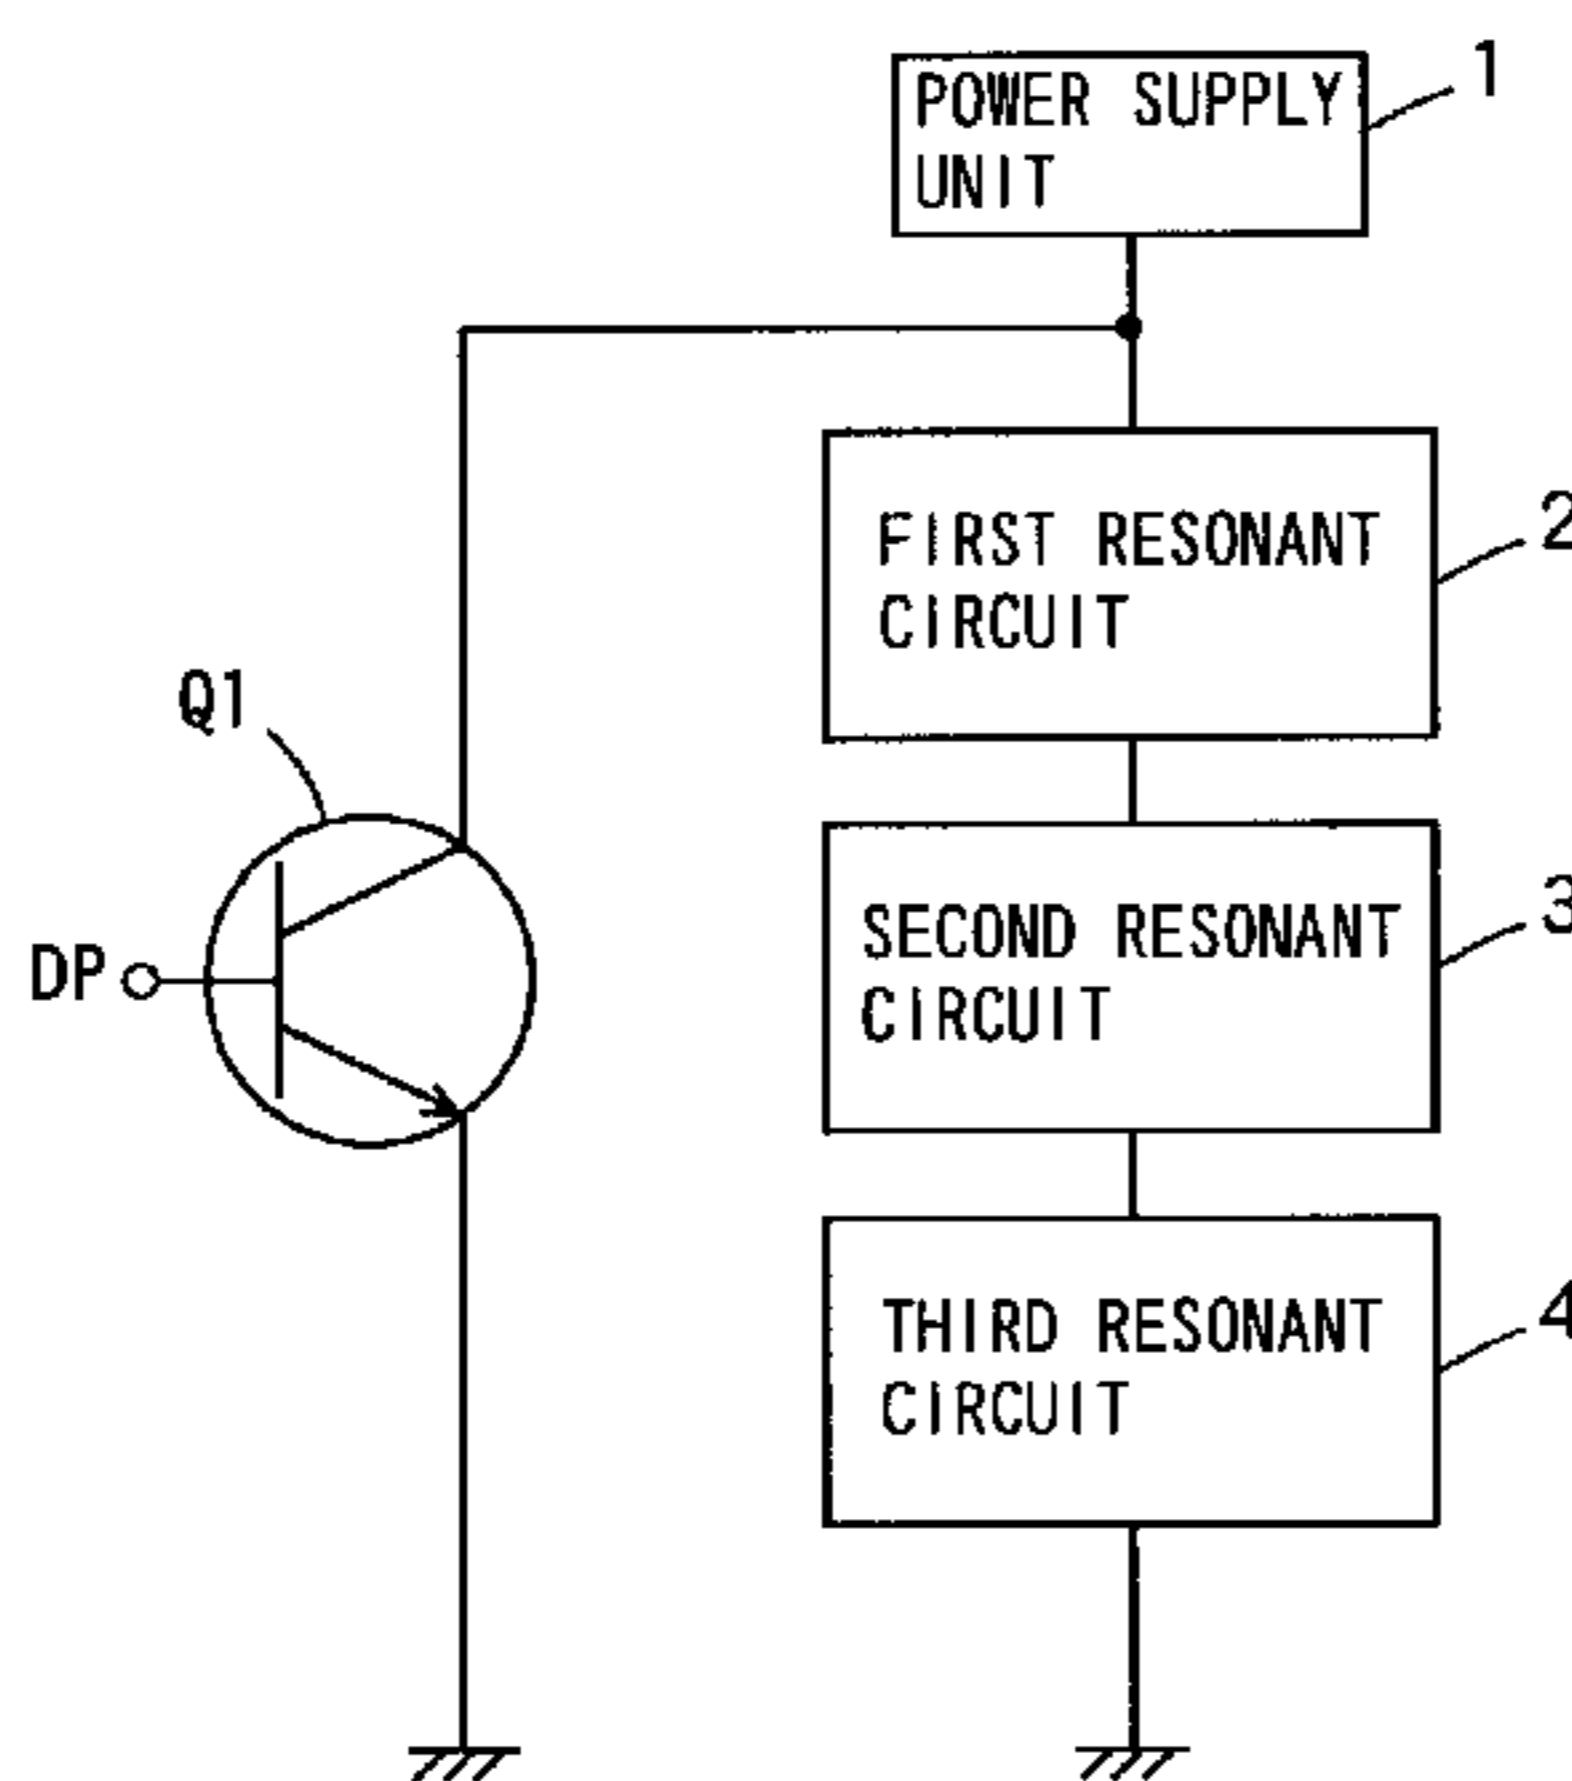 POWER SUPPLY
UNIT
1
FIRST RESONANT
CIRCUIT
2
Q1
SECOND RESONANT
CIRCUIT
3
DP
THIRD RESONANT
CIRCUIT
4